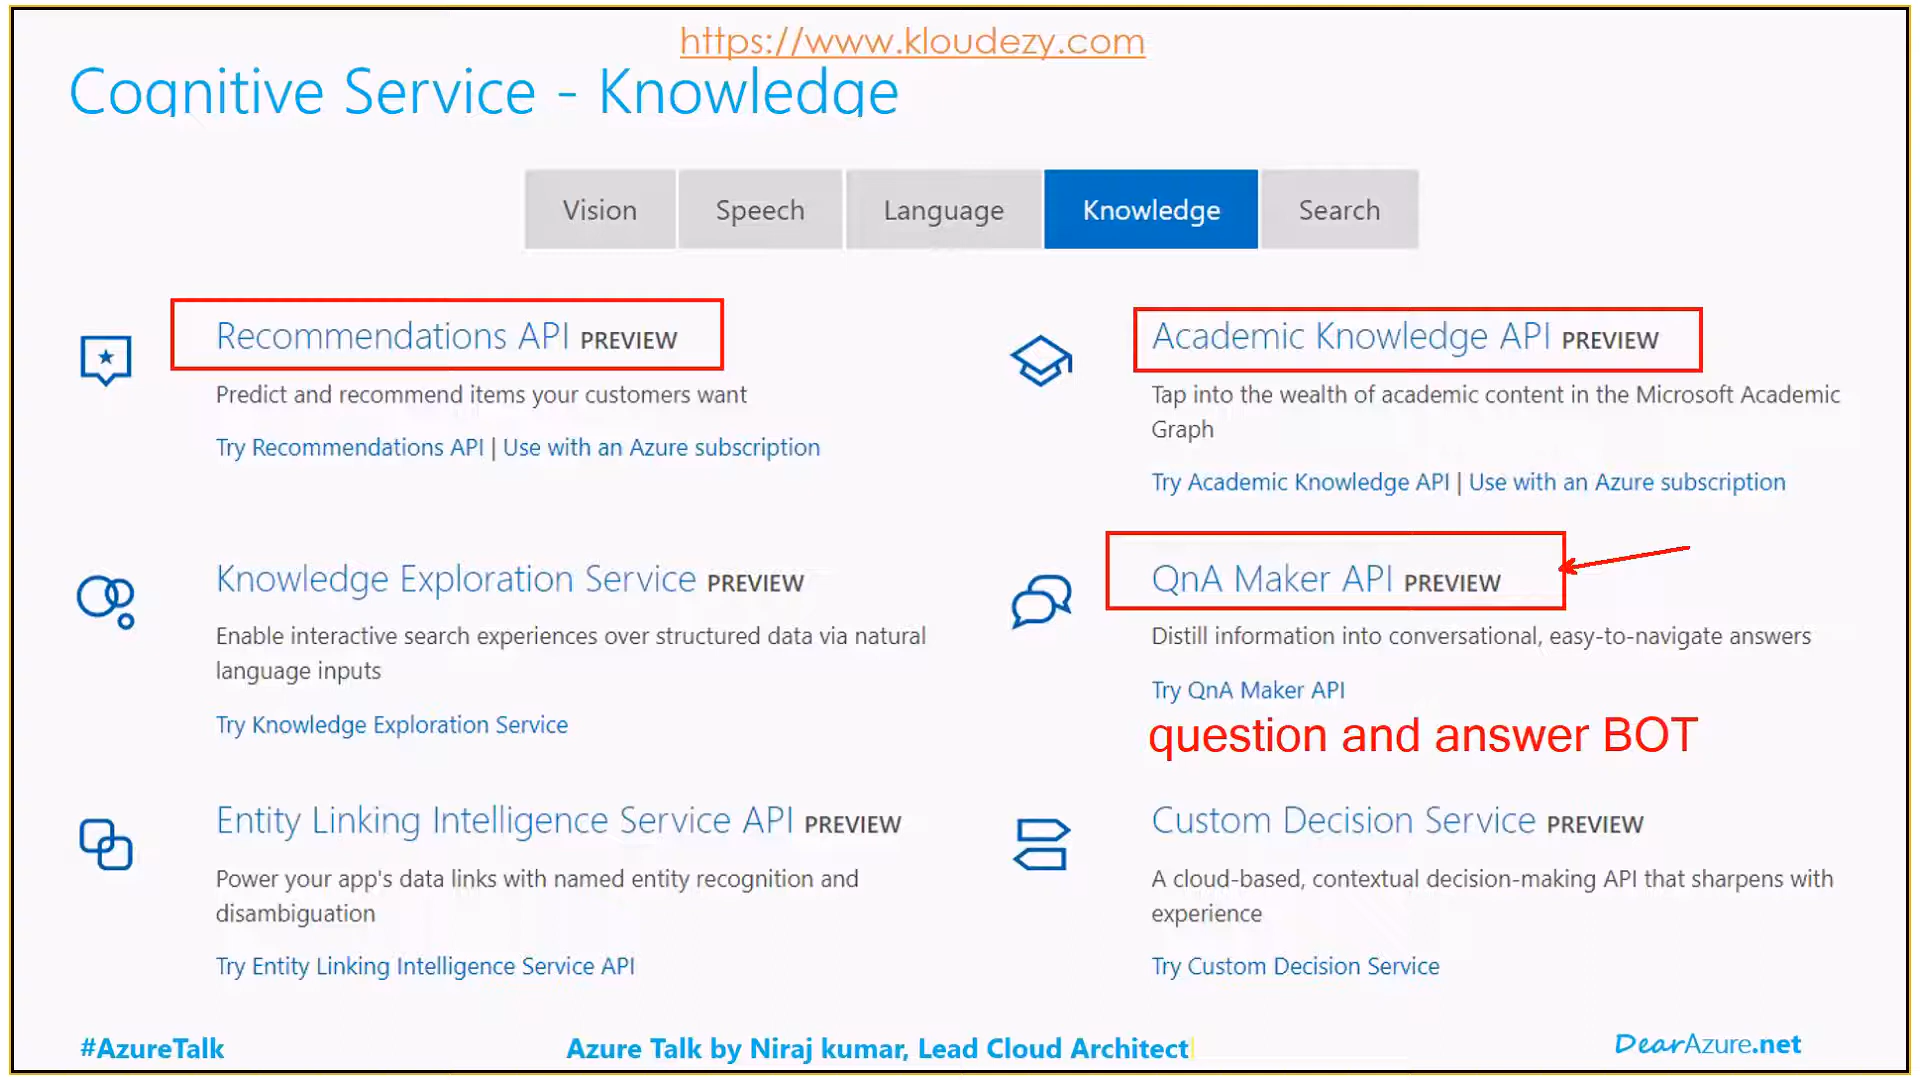 https://www.kloudezy.com
Cognitive Service - Knowledge
Vision
Speech
Language
Knowledge
Search
Recommendations API PREVIEW
Predict and recommend items your customers want
Try Recommendations API | Use with an Azure subscription
Academic Knowledge API PREVIEW
Tap into the wealth of academic content in the Microsoft Academic
Graph
Try Academic Knowledge API | Use with an Azure subscription
Knowledge Exploration Service PREVIEW
Enable interactive search experiences over structured data via natural
language inputs
Try Knowledge Exploration Service
QnA Maker API PREVIEW
Distill information into conversational, easy-to-navigate answers
Try QnA Maker API
question and answer BOT
Entity Linking Intelligence Service API PREVIEW
Power your app's data links with named entity recognition and
disambiguation
Try Entity Linking Intelligence Service API
Custom Decision Service PREVIEW
A cloud-based, contextual decision-making API that sharpens with
experience
Try Custom Decision Service
#AzureTalk
Azure Talk by Niraj kumar, Lead Cloud Architect
DearAzure.net